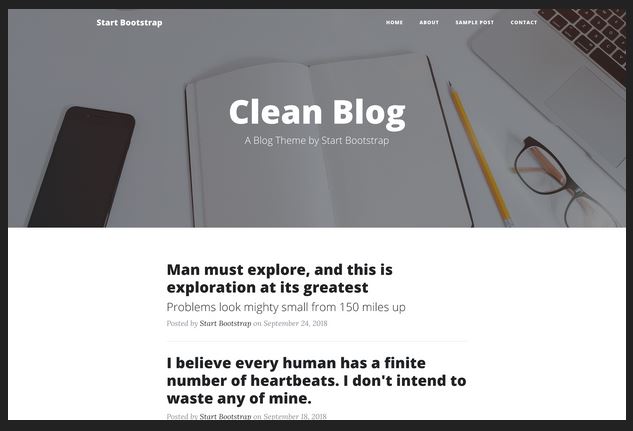 Start Bootstrap
HOME ABOUT SAMPLE POST CONTACT
Clean Blog
A Blog Theme by Start Bootstrap
Man must explore, and this is
exploration at its greatest
Problems look mighty small from 150 miles up
Posted by Start Bootstrap on September 24, 2018
I believe every human has a finite
number of heartbeats. I don't intend to
waste any of mine.
Posted by Start Bootstrap on September 18, 2018